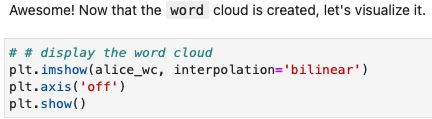 Awesome! Now that the word cloud is created, let's visualize it.
# # display the word cloud
plt.imshow(alice_wc, interpolation='bilinear')
plt.axis('off')
plt.show()